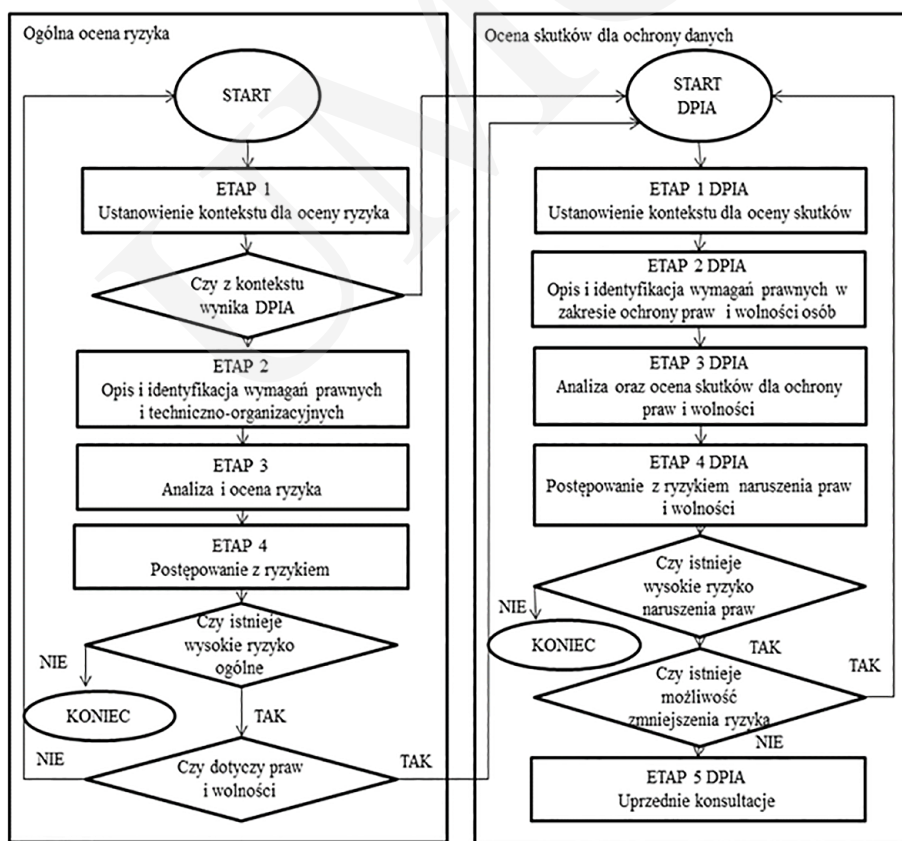 Ogólna ocena ryzyka
START
ETAP 1
Ustanowienie kontekstu dla oceny ryzyka
Czy z kontekstu
wynika DPIA
ETAP 2
Opis i identyfikacja wymagań prawnych
i techniczno-organizacyjnych
ETAP 3
Analiza i ocena ryzyka
ETAP 4
Postępowanie z ryzykiem
Czy istnieje
wysokie ryzyko
ogólne
NIE
KONIEC
TAK
NIE
Czy dotyczy praw
i wolności
TAK
Ocena skutków dla ochrony danych
START
DPIA
ETAP 1 DPIA
Ustanowienie kontekstu dla oceny skutków
ETAP 2 DPIA
Opis i identyfikacja wymagań prawnych w
zakresie ochrony praw i wolności osób
ETAP 3 DPIA
Analiza oraz ocena skutków dla ochrony
praw i wolności
ETAP 4 DPIA
Postępowanie z ryzykiem naruszenia praw
i wolności
Czy istnieje
wysokie ryzyko
naruszenia praw
NIE
KONIEC
TAK
TAK
Czy istnieje
możliwość
zmniejszenia ryzyka
NIE
ETAP 5 DPIA
Uprzednie konsultacje